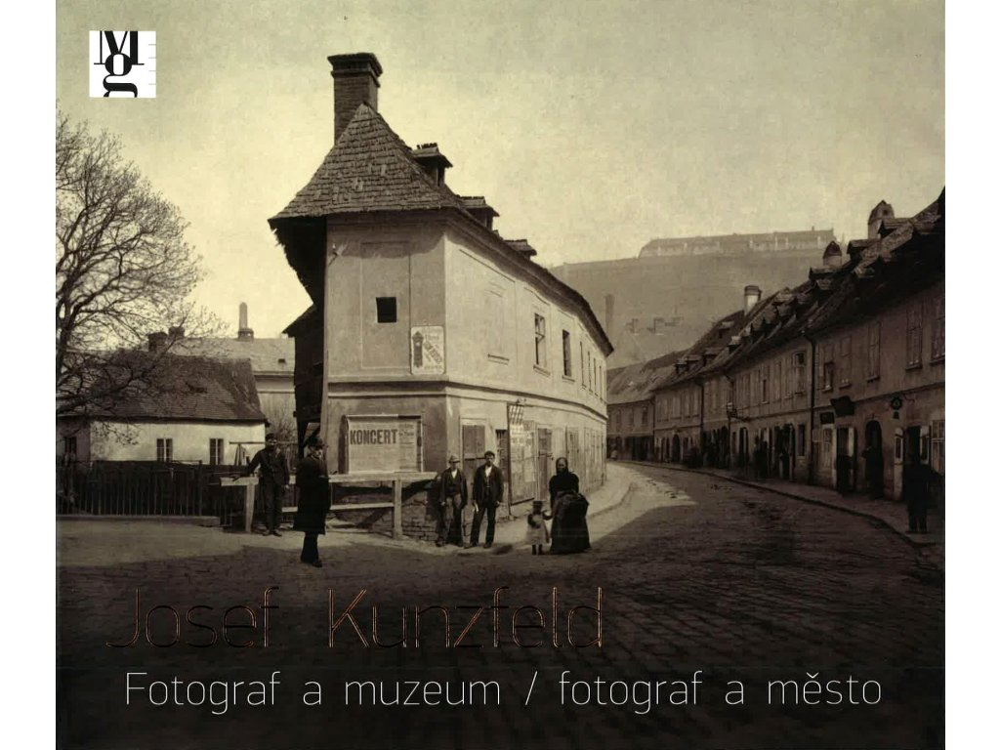 Mg
KONCERT
Josef Kunzfeld
Fotograf a muzeum / fotograf a město